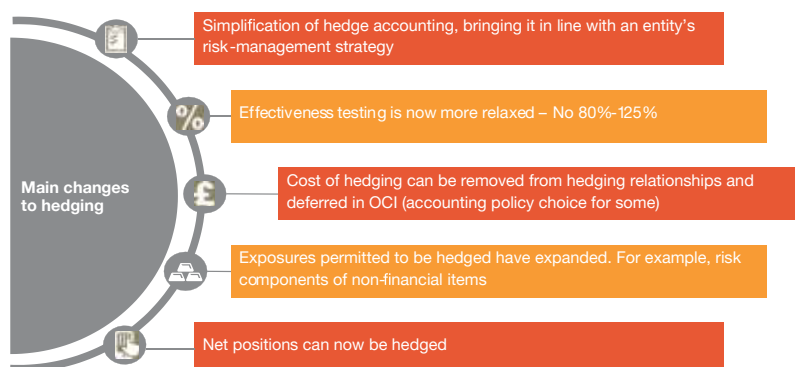 Simplification of hedge accounting, bringing it in line with an entity's
risk-management strategy
%
Effectiveness testing is now more relaxed – No 80%-125%
Main changes
to hedging
£
Cost of hedging can be removed from hedging relationships and
deferred in OCI (accounting policy choice for some)
Exposures permitted to be hedged have expanded. For example, risk
components of non-financial items
Net positions can now be hedged